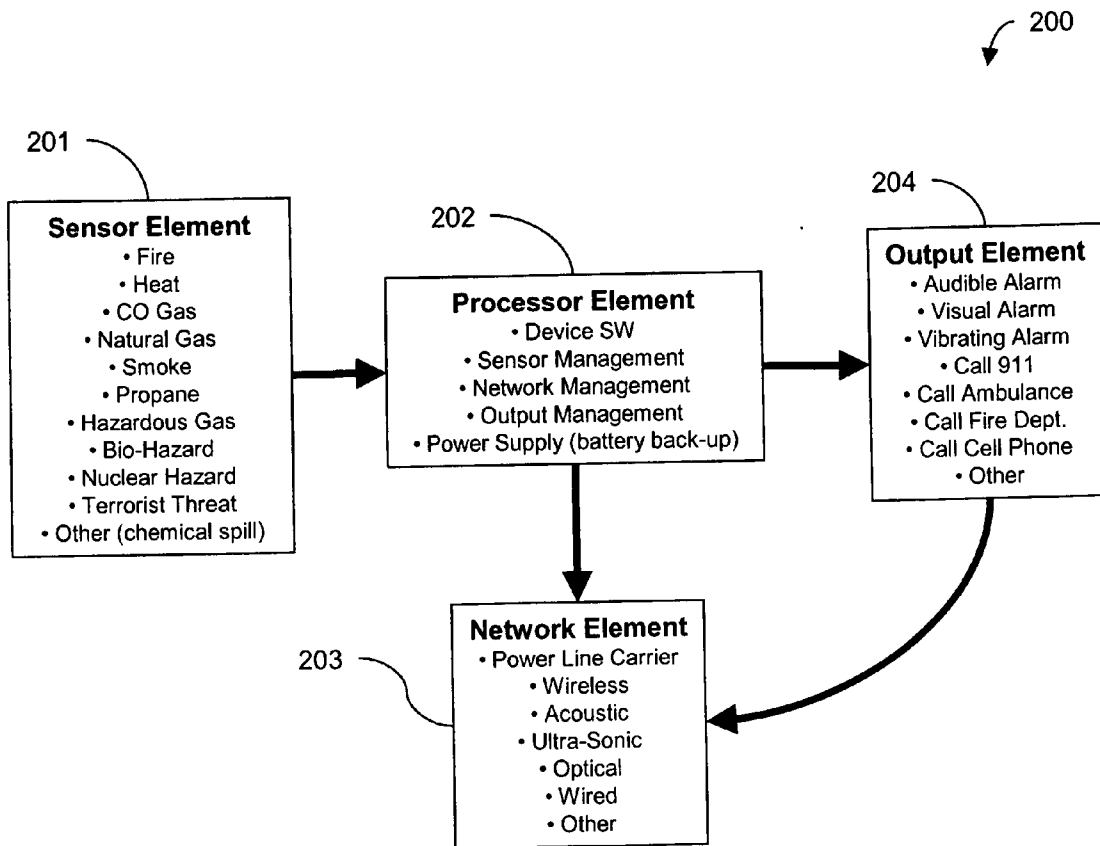 200
201
Sensor Element
• Fire
• Heat
• CO Gas
• Natural Gas
• Smoke
• Propane
• Hazardous Gas
• Bio-Hazard
• Nuclear Hazard
• Terrorist Threat
• Other (chemical spill)
202
Processor Element
• Device SW
• Sensor Management
• Network Management
• Output Management
• Power Supply (battery back-up)
204
Output Element
• Audible Alarm
• Visual Alarm
• Vibrating Alarm
• Call 911
• Call Ambulance
• Call Fire Dept.
• Call Cell Phone
• Other
203
Network Element
• Power Line Carrier
• Wireless
• Acoustic
• Ultra-Sonic
• Optical
• Wired
• Other